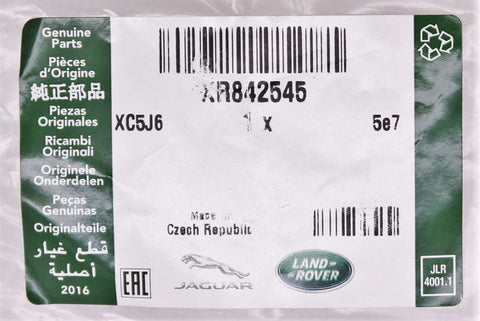 Genuine
Parts
Pièces
d'Origine
純正部品
Piezas
Originales
Ricambi
Originali
Originele
Onderdelen
Peças
Genuinas
Originalteile
قطع غيار
أصلية
2016
XR842545
XC5J6 1 X 5e7
Made in
Czech Republic
EAC
JAGUAR
LAND-
ROVER
JLR
4001.1